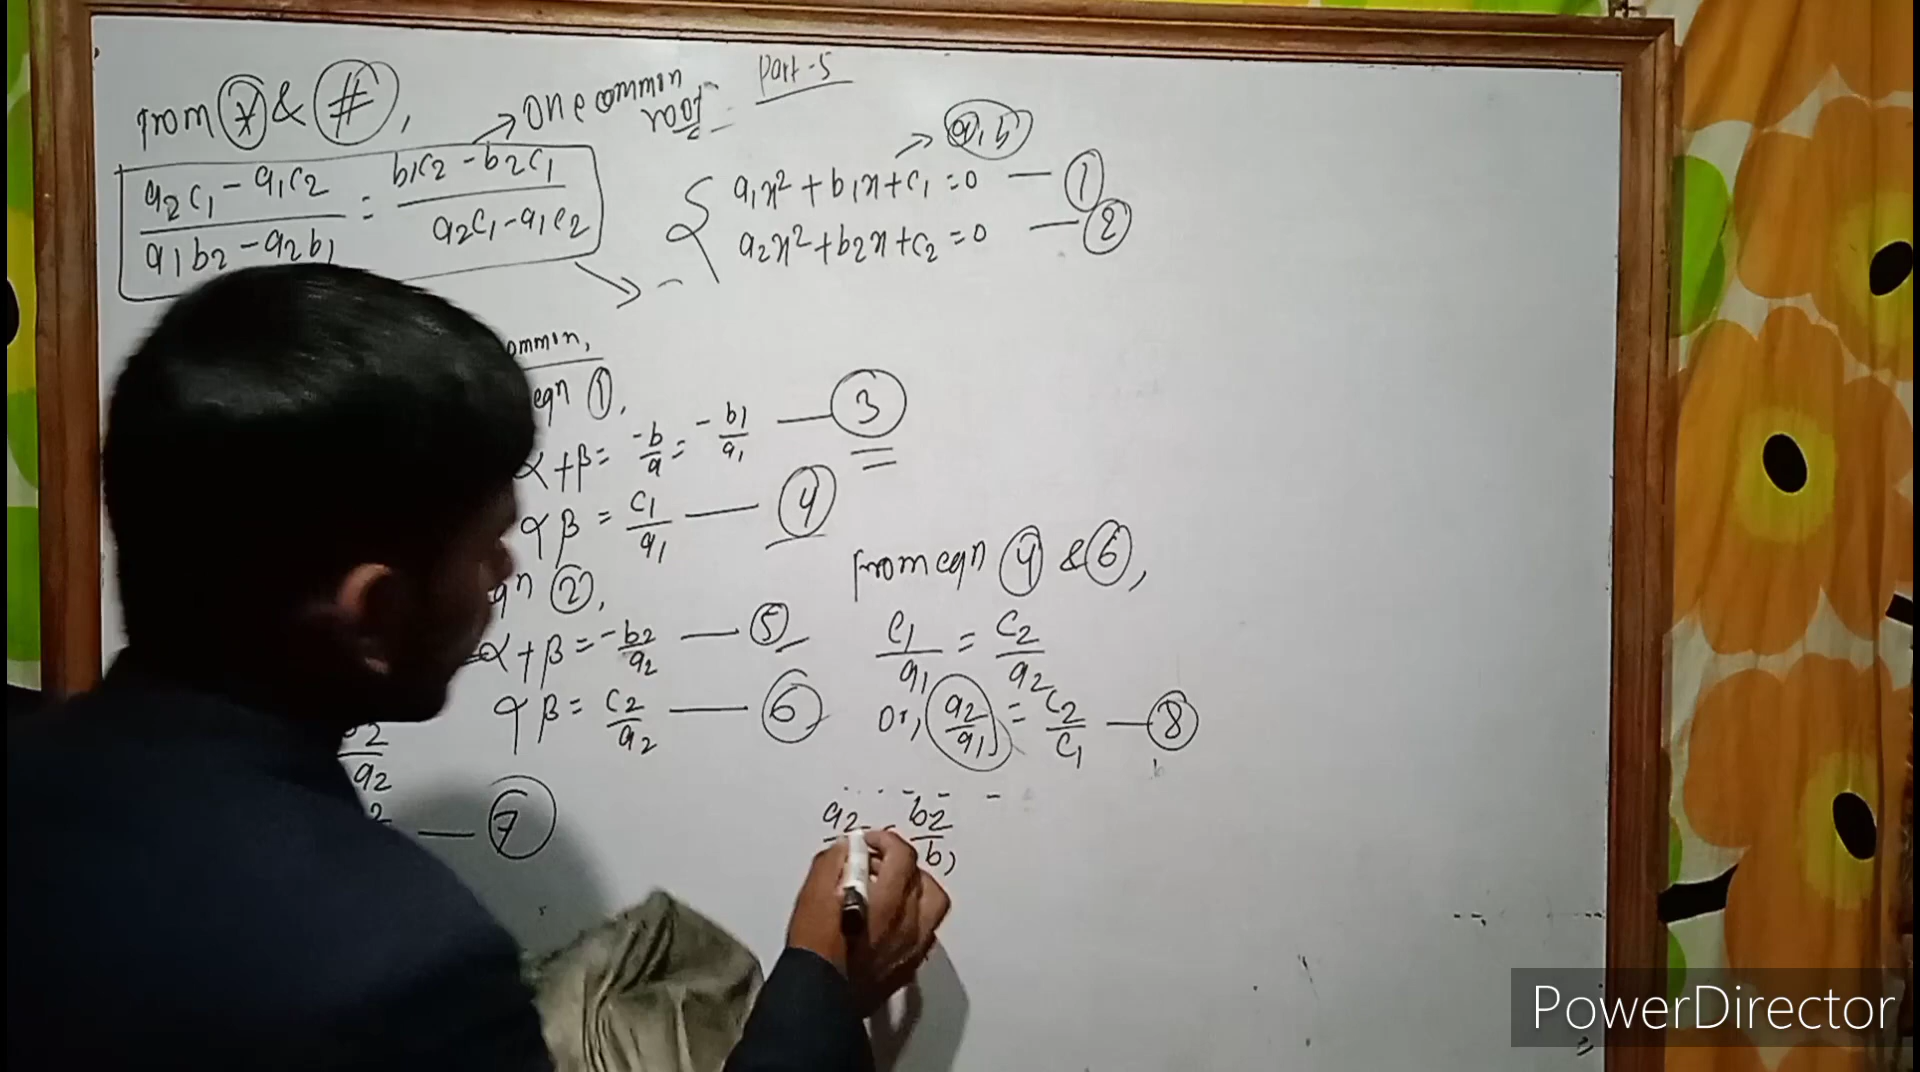 Part-5
From * & #,
→ One common root
(a₂c₁ - a₁c₂)/(a₁b₂ - a₂b₁) = (b₁c₂ - b₂c₁)/(a₂c₁ - a₁c₂)
a₁x² + b₁x + c₁ = 0 — ①
a₂x² + b₂x + c₂ = 0 — ②
ommon,
eqn ①,
α + β = -b/a = -b₁/a₁ — ③
αβ = c₁/a₁ — ④
qn ②,
α + β = -b₂/a₂ — ⑤
αβ = c₂/a₂ — ⑥
a₂
— ⑦
From eqn ④ & ⑥,
c₁/a₁ = c₂/a₂
or, a₂/a₁ = c₂/c₁ — ⑧
a₂ = b₂/b₁
PowerDirector